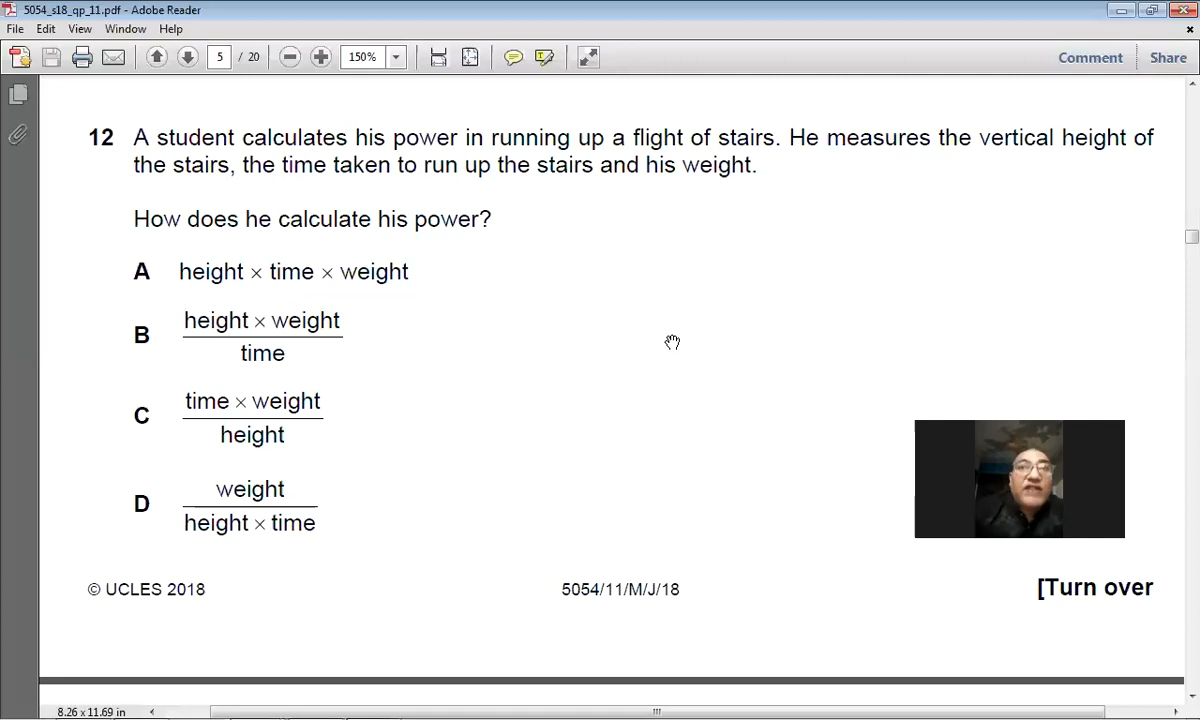 5054_s18_qp_11.pdf - Adobe Reader
File Edit View Window Help
5 / 20 150% Comment Share
12 A student calculates his power in running up a flight of stairs. He measures the vertical height of
the stairs, the time taken to run up the stairs and his weight.
How does he calculate his power?
A height × time × weight
B height × weight
time
C time × weight
height
D weight
height × time
© UCLES 2018 5054/11/M/J/18 [Turn over
8.26 x 11.69 in